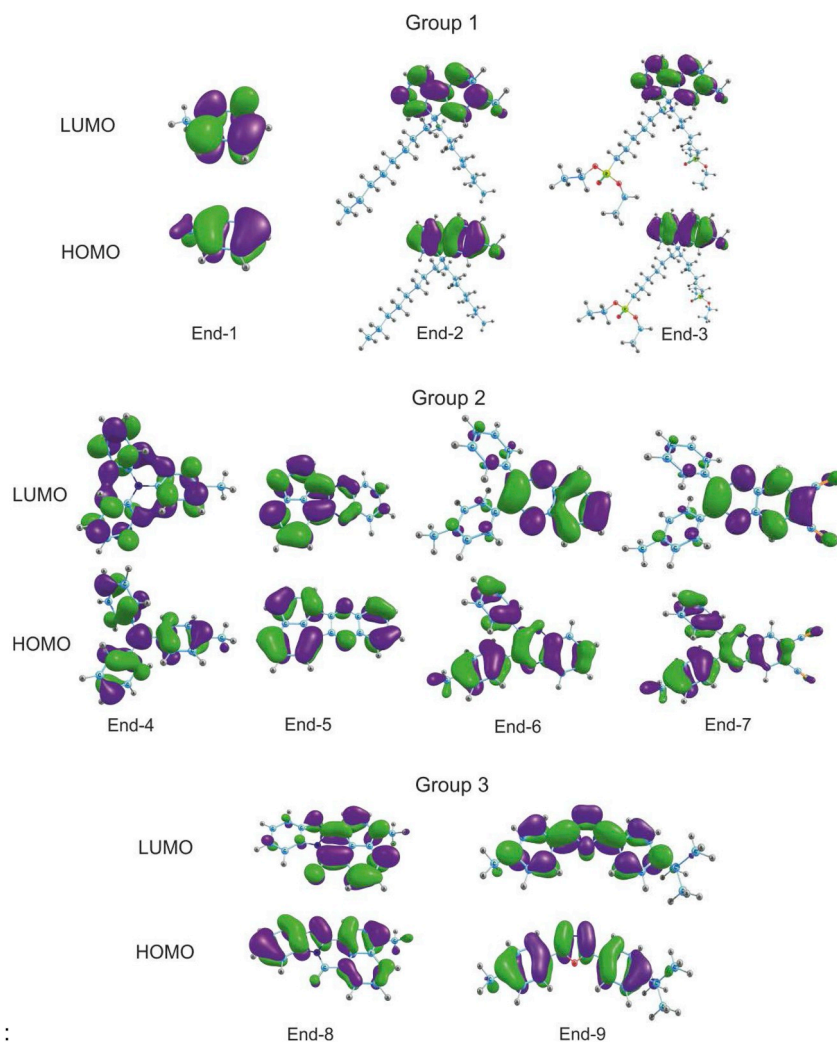 Group 1
LUMO
HOMO
End-1 End-2 End-3
Group 2
LUMO
HOMO
End-4 End-5 End-6 End-7
Group 3
LUMO
HOMO
: End-8 End-9